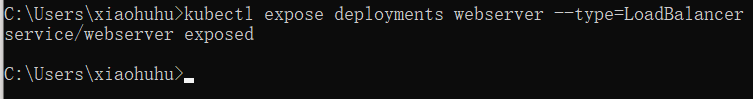 C:\Users\xiaohuhu>kubectl expose deployments webserver --type=LoadBalancer
service/webserver exposed
C:\Users\xiaohuhu>